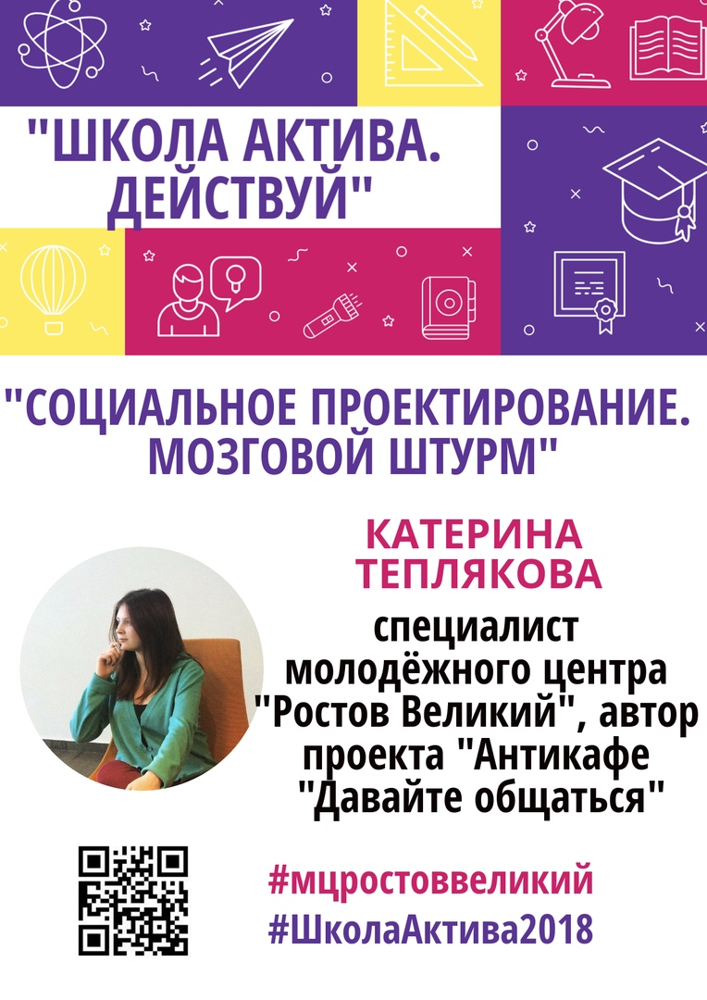 "ШКОЛА АКТИВА.
ДЕЙСТВУЙ"
"СОЦИАЛЬНОЕ ПРОЕКТИРОВАНИЕ.
МОЗГОВОЙ ШТУРМ"
КАТЕРИНА
ТЕПЛЯКОВА
специалист
молодёжного центра
"Ростов Великий", автор
проекта "Антикафе
"Давайте общаться"
#мцростоввеликий
#ШколаАктива2018